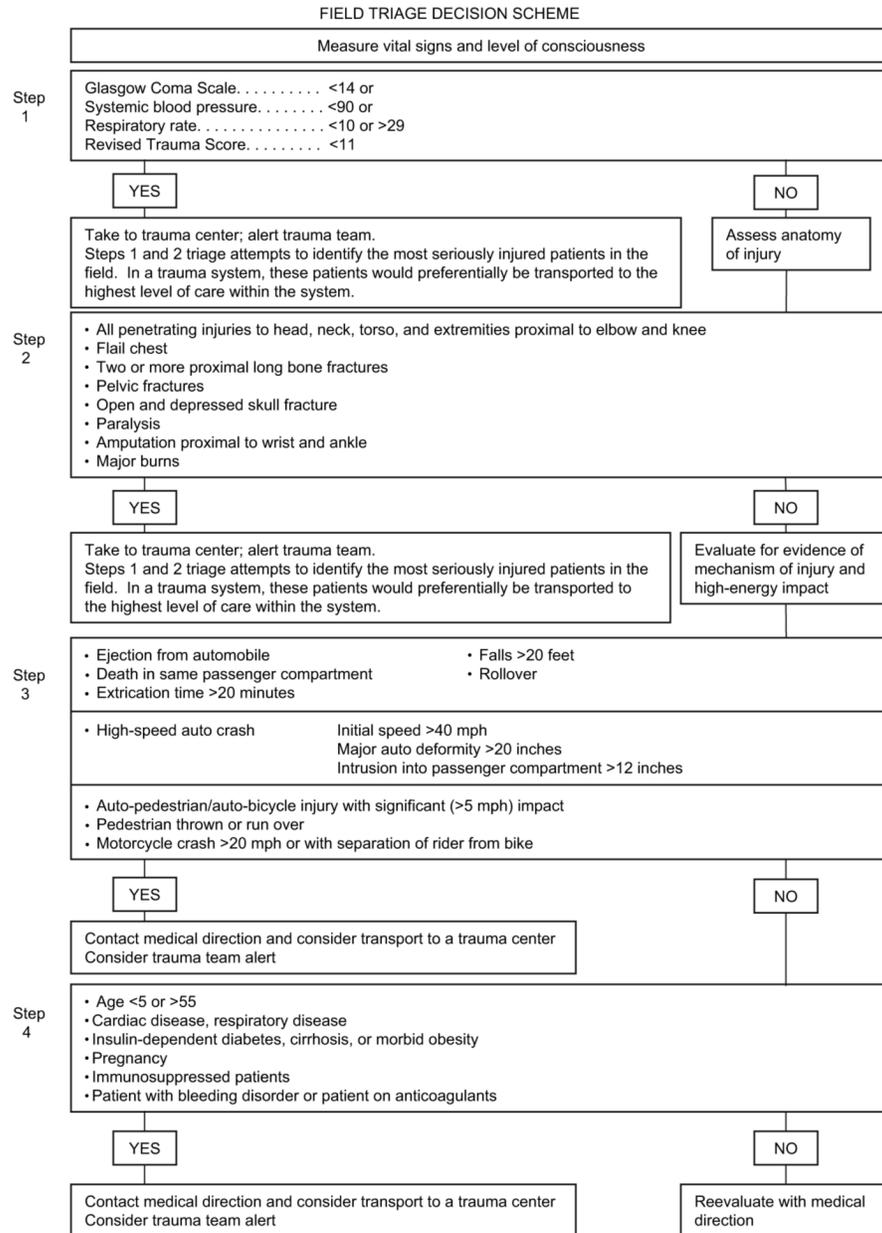 FIELD TRIAGE DECISION SCHEME
Measure vital signs and level of consciousness
Step
1
Glasgow Coma Scale. . . . . . . . . . <14 or
Systemic blood pressure. . . . . . . . <90 or
Respiratory rate. . . . . . . . . . . . . . . <10 or >29
Revised Trauma Score. . . . . . . . . <11
YES
NO
Take to trauma center; alert trauma team.
Steps 1 and 2 triage attempts to identify the most seriously injured patients in the
field. In a trauma system, these patients would preferentially be transported to the
highest level of care within the system.
Assess anatomy
of injury
Step
2
• All penetrating injuries to head, neck, torso, and extremities proximal to elbow and knee
• Flail chest
• Two or more proximal long bone fractures
• Pelvic fractures
• Open and depressed skull fracture
• Paralysis
• Amputation proximal to wrist and ankle
• Major burns
YES
NO
Take to trauma center; alert trauma team.
Steps 1 and 2 triage attempts to identify the most seriously injured patients in the
field. In a trauma system, these patients would preferentially be transported to
the highest level of care within the system.
Evaluate for evidence of
mechanism of injury and
high-energy impact
Step
3
• Ejection from automobile
• Death in same passenger compartment
• Extrication time >20 minutes
• Falls >20 feet
• Rollover
• High-speed auto crash
Initial speed >40 mph
Major auto deformity >20 inches
Intrusion into passenger compartment >12 inches
• Auto-pedestrian/auto-bicycle injury with significant (>5 mph) impact
• Pedestrian thrown or run over
• Motorcycle crash >20 mph or with separation of rider from bike
YES
NO
Contact medical direction and consider transport to a trauma center
Consider trauma team alert
Step
4
• Age <5 or >55
• Cardiac disease, respiratory disease
• Insulin-dependent diabetes, cirrhosis, or morbid obesity
• Pregnancy
• Immunosuppressed patients
• Patient with bleeding disorder or patient on anticoagulants
YES
NO
Contact medical direction and consider transport to a trauma center
Consider trauma team alert
Reevaluate with medical
direction